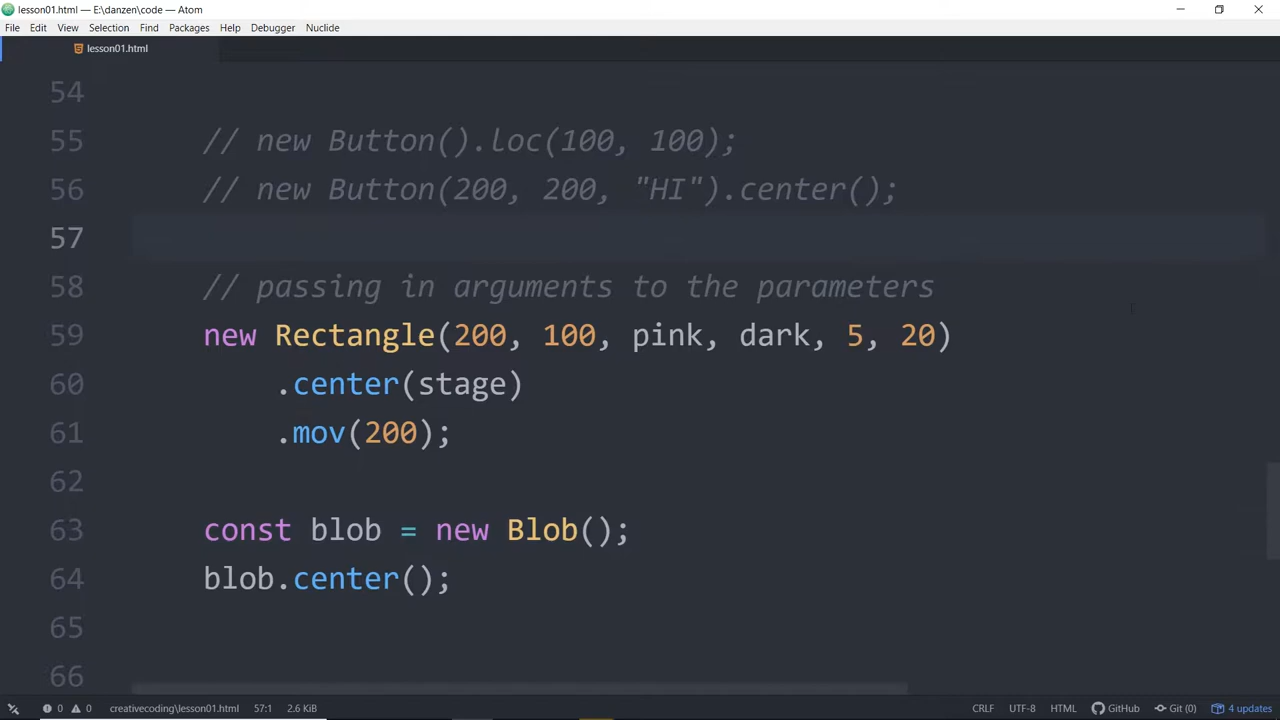 lesson01.html — E:\danzen\code — Atom
File Edit View Selection Find Packages Help Debugger Nuclide
lesson01.html
54
55 // new Button().loc(100, 100);
56 // new Button(200, 200, "HI").center();
57
58 // passing in arguments to the parameters
59 new Rectangle(200, 100, pink, dark, 5, 20)
60 .center(stage)
61 .mov(200);
62
63 const blob = new Blob();
64 blob.center();
65
66
0 0 creativecoding\lesson01.html 57:1 2.6 KiB CRLF UTF-8 HTML GitHub Git (0) 4 updates